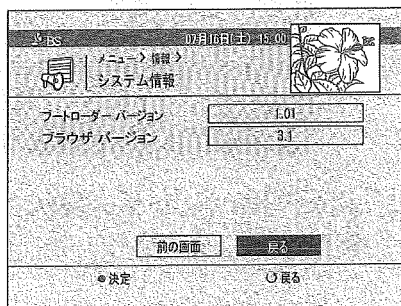 BS 02月16日(土) 15:00
メニュー > 情報 >
システム情報
ブートローダー バージョン 1.01
ブラウザ バージョン 3.1
前の画面 戻る
決定 戻る